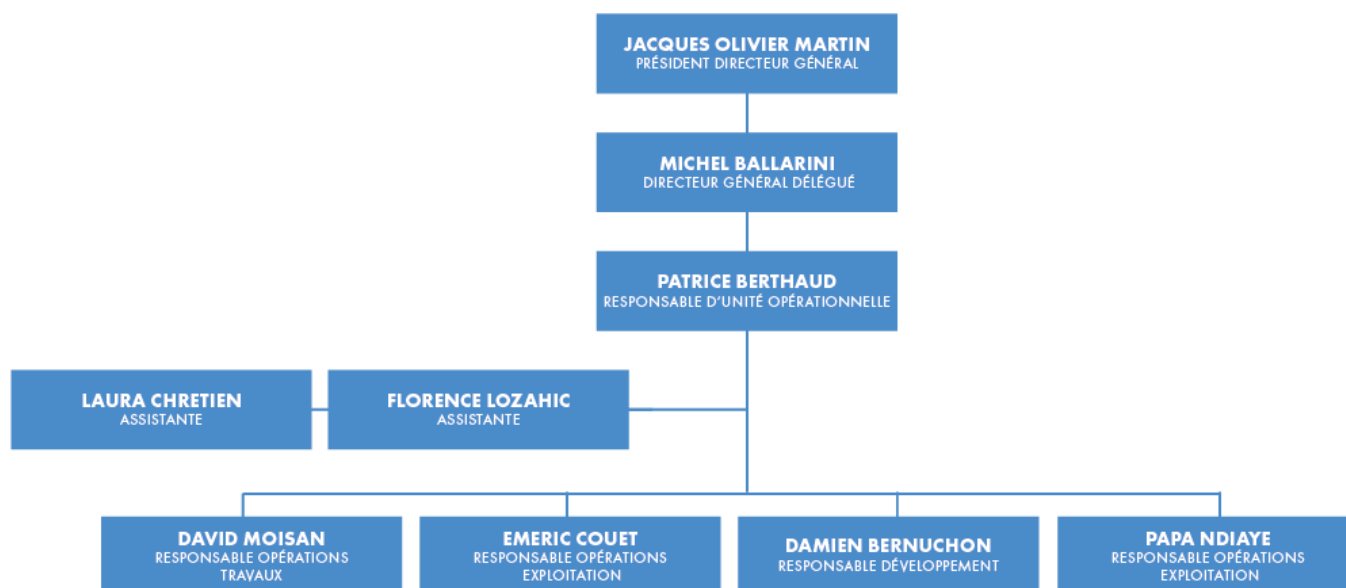 JACQUES OLIVIER MARTIN
PRÉSIDENT DIRECTEUR GÉNÉRAL
MICHEL BALLARINI
DIRECTEUR GÉNÉRAL DÉLÉGUÉ
PATRICE BERTHAUD
RESPONSABLE D'UNITÉ OPÉRATIONNELLE
LAURA CHRETIEN
ASSISTANTE
FLORENCE LOZAHIC
ASSISTANTE
DAVID MOISAN
RESPONSABLE OPÉRATIONS
TRAVAUX
EMERIC COUET
RESPONSABLE OPÉRATIONS
EXPLOITATION
DAMIEN BERNUCHON
RESPONSABLE DÉVELOPPEMENT
PAPA NDIAYE
RESPONSABLE OPÉRATIONS
EXPLOITATION